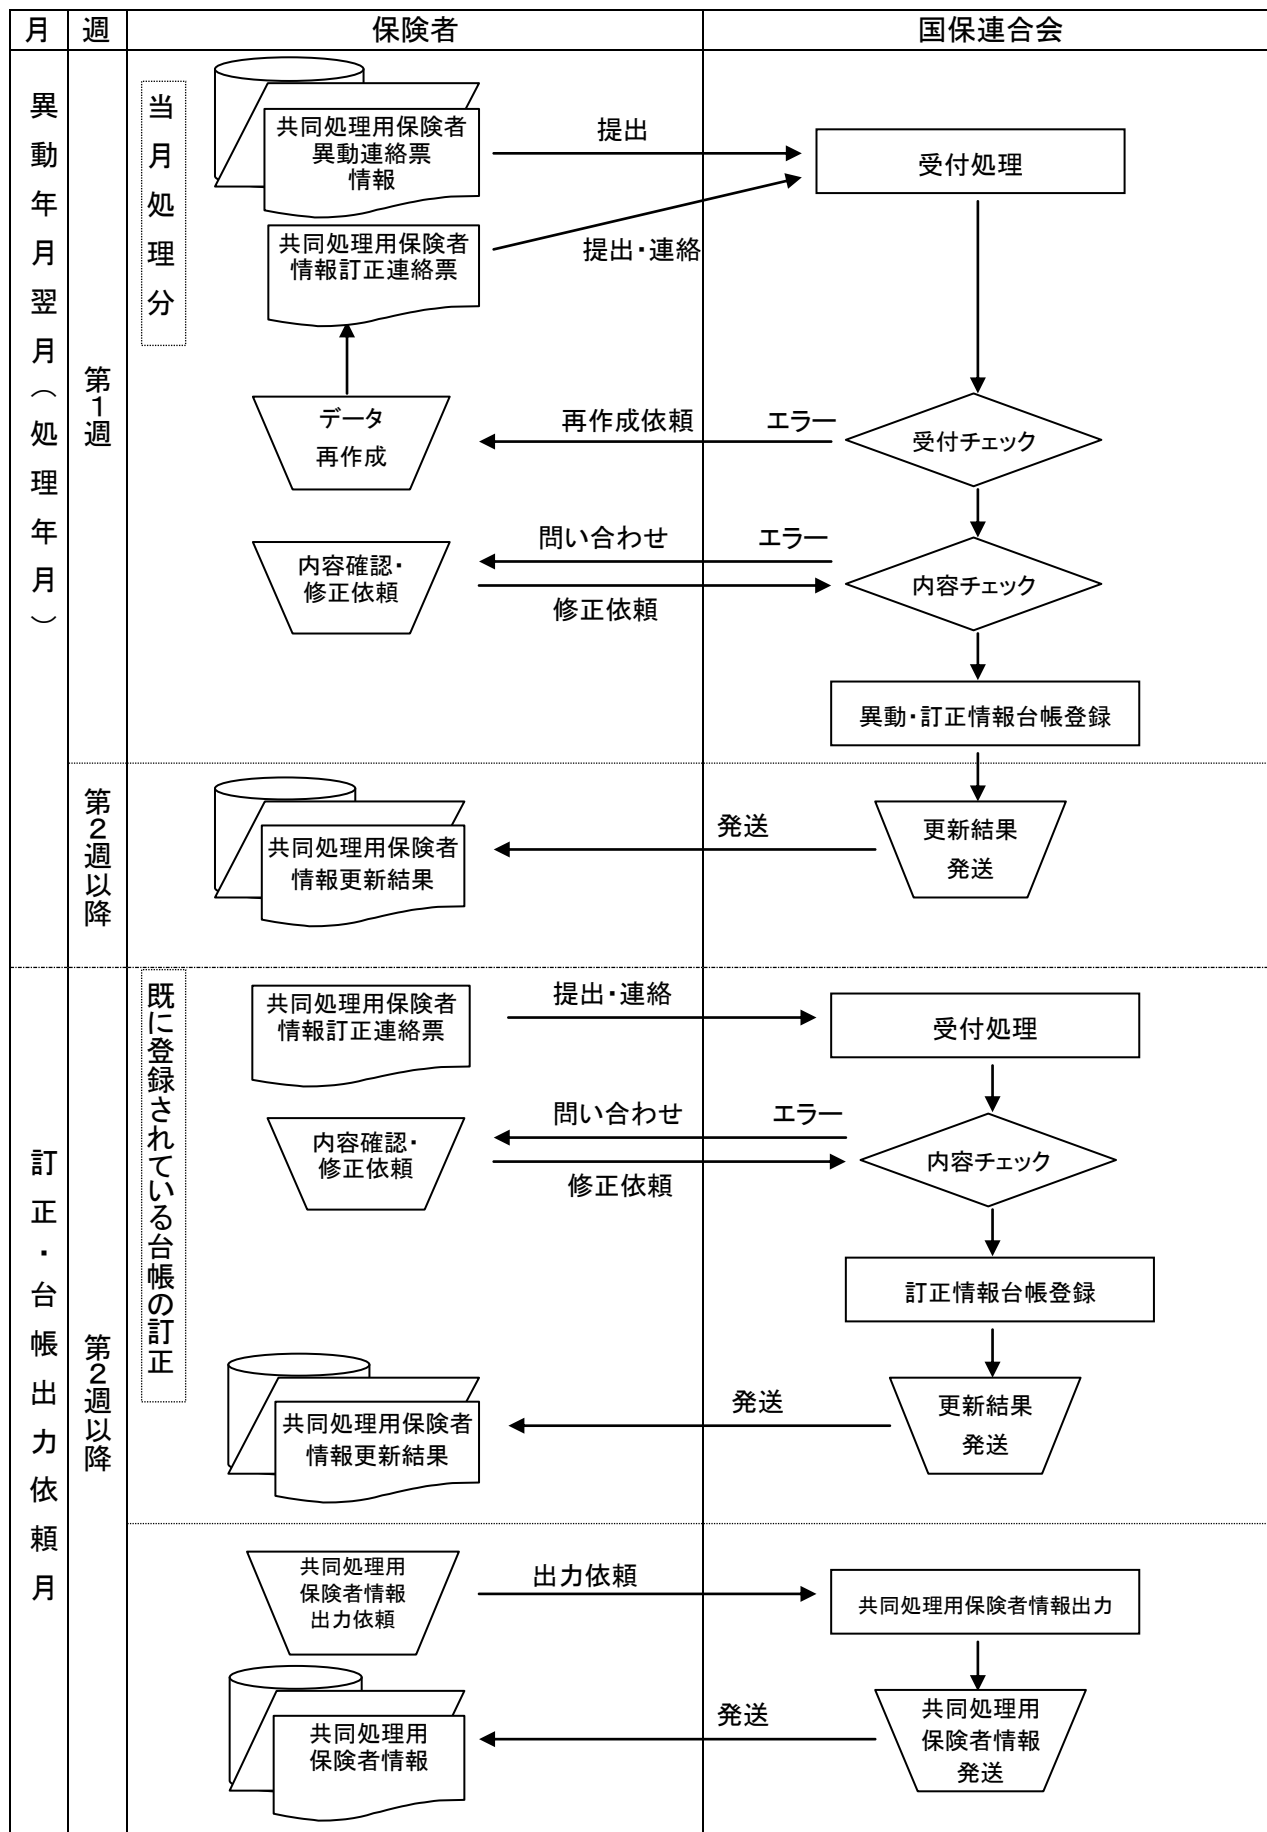 月
週
保険者
国保連合会
異動年月翌月（処理年月）
第1週
当月処理分
共同処理用保険者
異動連絡票
情報
提出
受付処理
共同処理用保険者
情報訂正連絡票
提出・連絡
データ
再作成
再作成依頼
エラー
受付チェック
内容確認・
修正依頼
問い合わせ
エラー
修正依頼
内容チェック
異動・訂正情報台帳登録
第2週以降
共同処理用保険者
情報更新結果
発送
更新結果
発送
訂正・台帳出力依頼月
第2週以降
既に登録されている台帳の訂正
共同処理用保険者
情報訂正連絡票
提出・連絡
受付処理
内容確認・
修正依頼
問い合わせ
エラー
修正依頼
内容チェック
訂正情報台帳登録
共同処理用保険者
情報更新結果
発送
更新結果
発送
共同処理用
保険者情報
出力依頼
出力依頼
共同処理用保険者情報出力
共同処理用
保険者情報
発送
共同処理用
保険者情報
発送